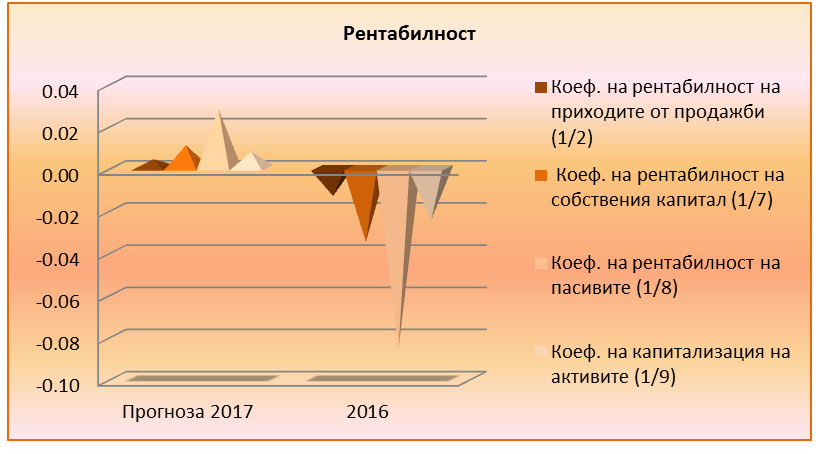 Рентабилност
0.04
0.02
0.00
-0.02
-0.04
-0.06
-0.08
-0.10
Прогноза 2017
2016
Коеф. на рентабилност на
приходите от продажби
(1/2)
Коеф. на рентабилност на
собствения капитал (1/7)
Коеф. на рентабилност на
пасивите (1/8)
Коеф. на капитализация на
активите (1/9)